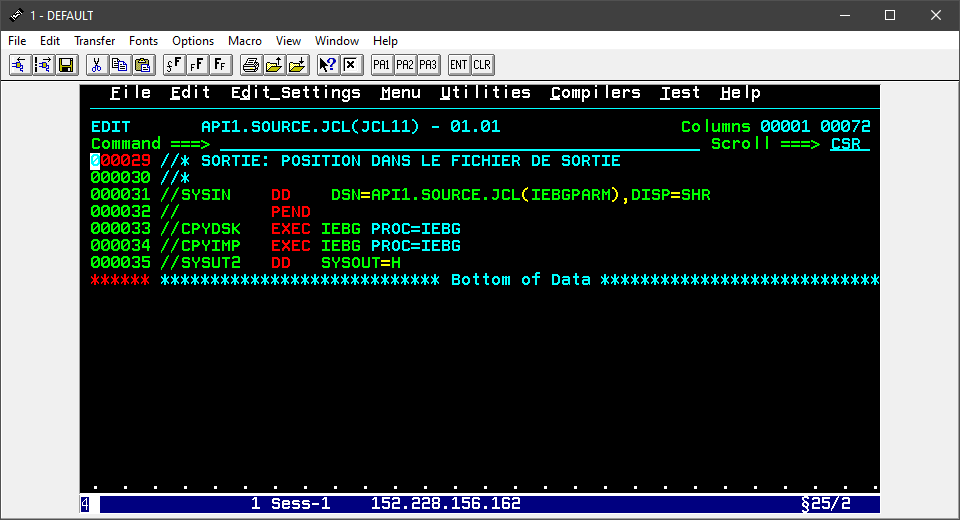 1 - DEFAULT
File Edit Transfer Fonts Options Macro View Window Help
PA1 PA2 PA3 ENT CLR
File Edit Edit_Settings Menu Utilities Compilers Test Help
EDIT API1.SOURCE.JCL(JCL11) - 01.01 Columns 00001 00072
Command ===> Scroll ===> CSR
000029 //* SORTIE: POSITION DANS LE FICHIER DE SORTIE
000030 //*
000031 //SYSIN DD DSN=API1.SOURCE.JCL(IEBGPARM),DISP=SHR
000032 // PEND
000033 //CPYDSK EXEC IEBG PROC=IEBG
000034 //CPYIMP EXEC IEBG PROC=IEBG
000035 //SYSUT2 DD SYSOUT=H
****** **************************** Bottom of Data ****************************
. . . . . . . . . . . . . . . . . . . . . . . . . . .
4 1 Sess-1 152.228.156.162 §25/2